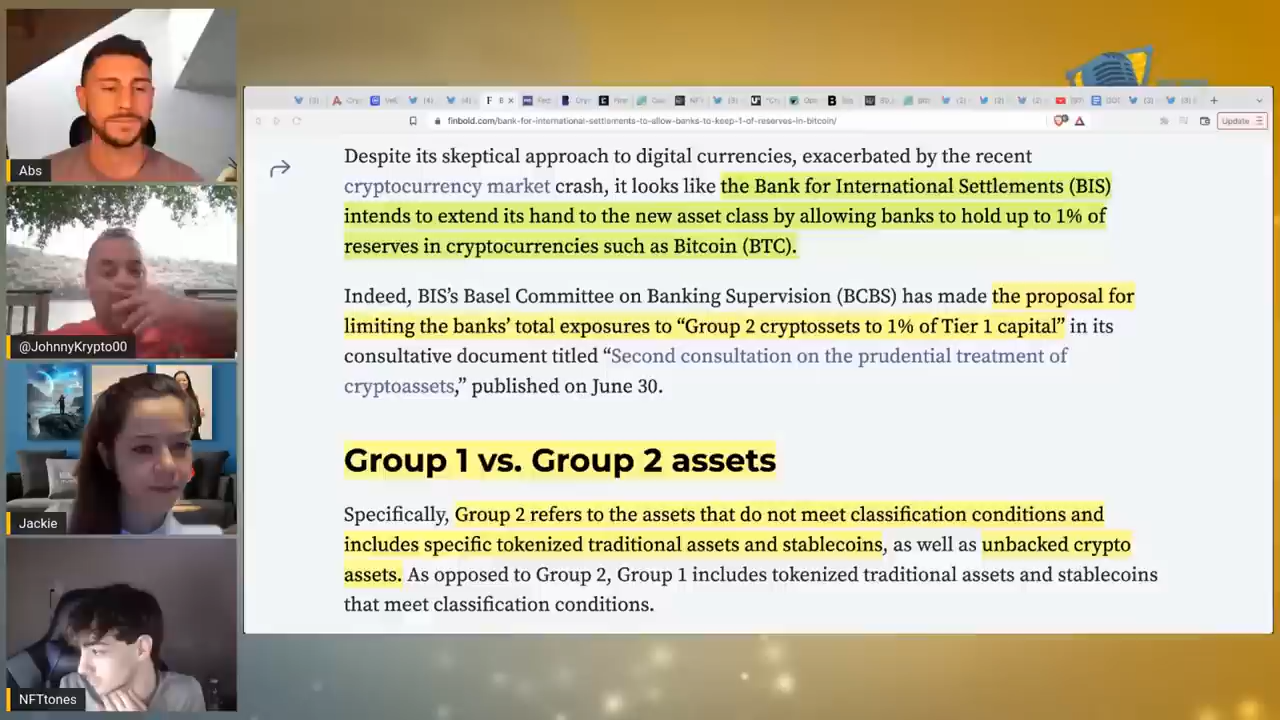 Abs
@JohnnyKrypto00
Jackie
NFTtones
finbold.com/bank-for-international-settlements-to-allow-banks-to-keep-1-of-reserves-in-bitcoin/
Update
Despite its skeptical approach to digital currencies, exacerbated by the recent
cryptocurrency market crash, it looks like the Bank for International Settlements (BIS)
intends to extend its hand to the new asset class by allowing banks to hold up to 1% of
reserves in cryptocurrencies such as Bitcoin (BTC).
Indeed, BIS’s Basel Committee on Banking Supervision (BCBS) has made the proposal for
limiting the banks’ total exposures to “Group 2 cryptossets to 1% of Tier 1 capital” in its
consultative document titled “Second consultation on the prudential treatment of
cryptoassets,” published on June 30.
Group 1 vs. Group 2 assets
Specifically, Group 2 refers to the assets that do not meet classification conditions and
includes specific tokenized traditional assets and stablecoins, as well as unbacked crypto
assets. As opposed to Group 2, Group 1 includes tokenized traditional assets and stablecoins
that meet classification conditions.